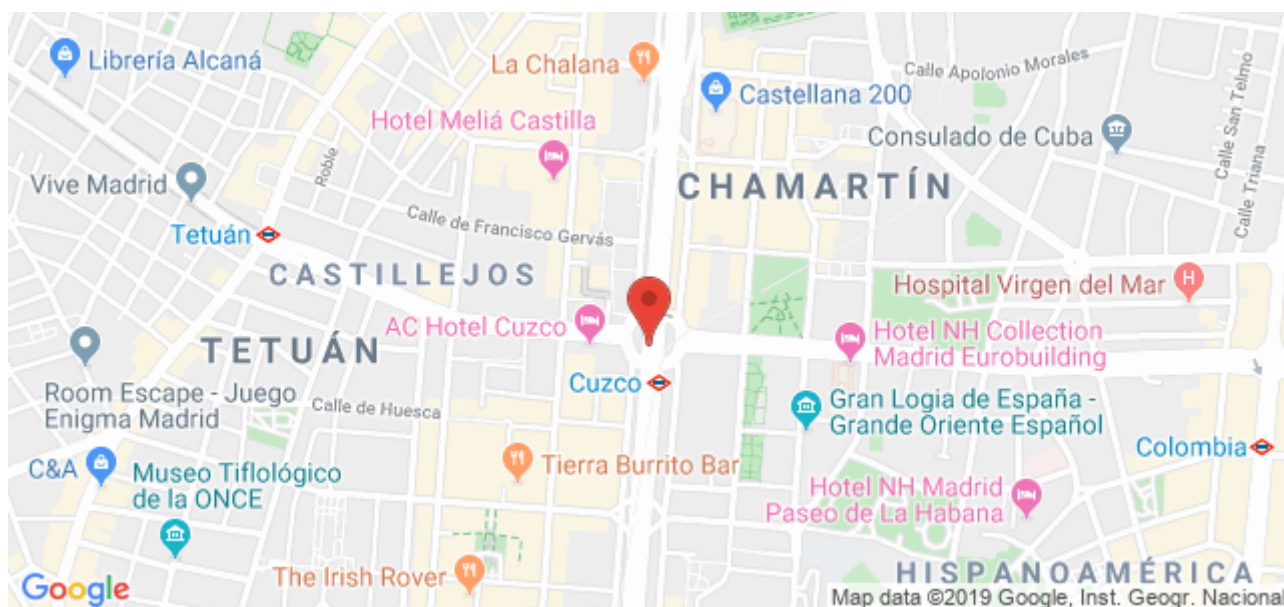 Librería Alcaná
La Chalana
Castellana 200
Calle Apolonio Morales
Calle San Telmo
Hotel Meliá Castilla
Consulado de Cuba
Roble
Vive Madrid
CHAMARTÍN
Calle Triana
Calle de Francisco Gervás
Tetuán
CASTILLEJOS
Hospital Virgen del Mar
H
AC Hotel Cuzco
Hotel NH Collection
Madrid Eurobuilding
TETUÁN
Cuzco
Room Escape - Juego
Enigma Madrid
Calle de Huesca
Gran Logia de España -
Grande Oriente Español
Colombia
C&A
Museo Tiflológico
de la ONCE
Tierra Burrito Bar
Hotel NH Madrid
Paseo de La Habana
The Irish Rover
HISPANOAMÉRICA
Google
Map data ©2019 Google, Inst. Geogr. Naciona